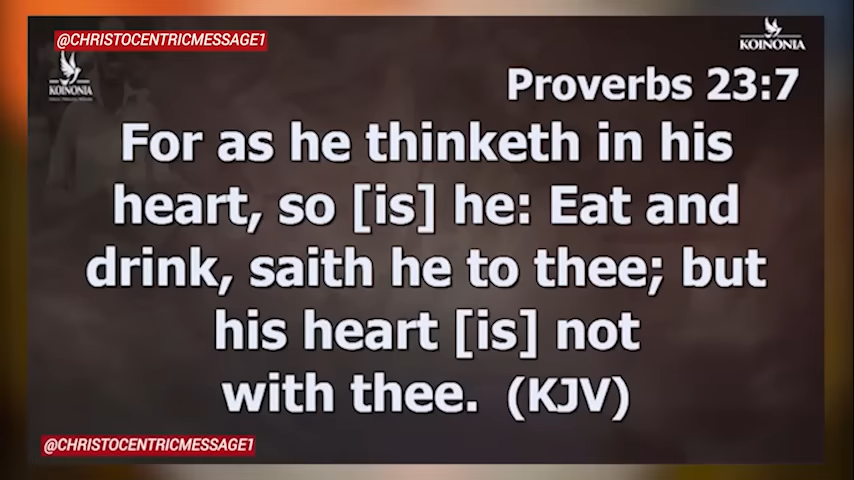 @CHRISTOCENTRICMESSAGE1
KOINONIA
KOINONIA
Proverbs 23:7
For as he thinketh in his
heart, so [is] he: Eat and
drink, saith he to thee; but
his heart [is] not
with thee. (KJV)
@CHRISTOCENTRICMESSAGE1